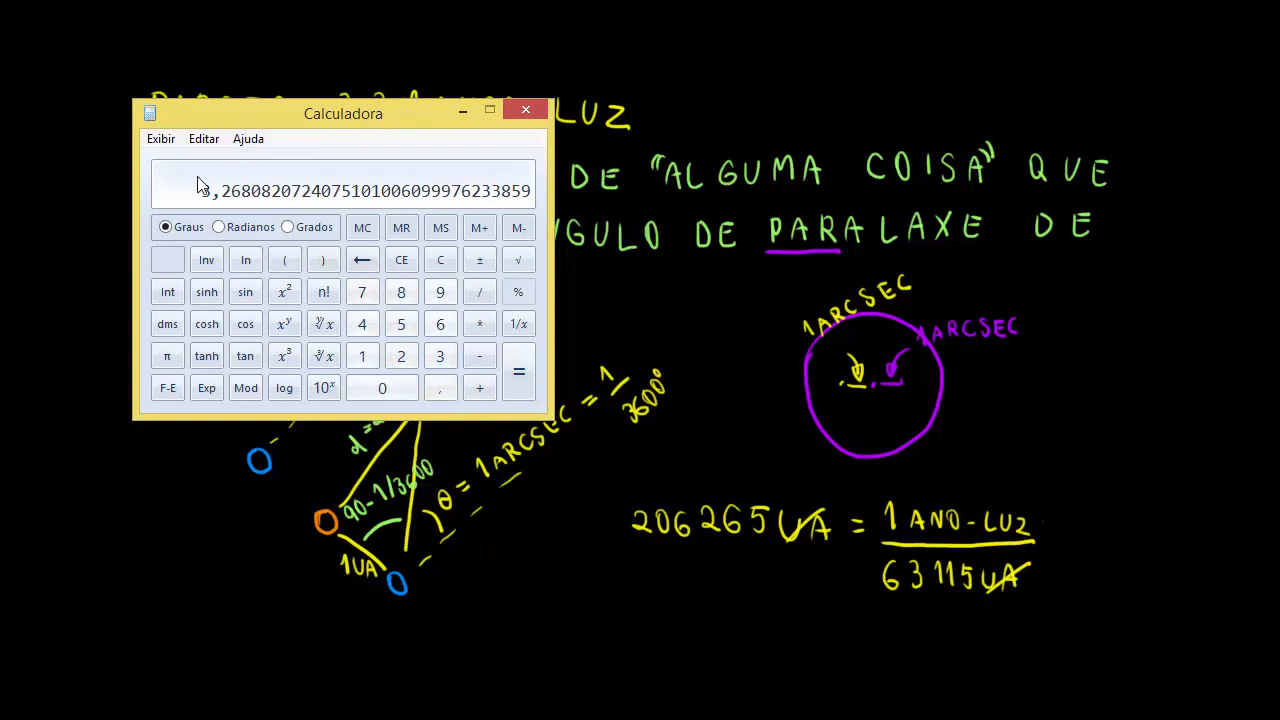 LUZ
Calculadora
Exibir Editar Ajuda
,2680820724075101006099976233859
Graus Radiano Grados MC MR MS M+ M-
Inv ln ( ) ← CE C ± √
Int sinh sin x² n! 7 8 9 / %
dms cosh cos xʸ ʸ√x 4 5 6 * 1/x
π tanh tan x³ ³√x 1 2 3 - =
F-E Exp Mod log 10ˣ 0 , +
DE "ALGUMA COISA" QUE
GULO DE PARALAXE DE
1 ARCSEC
1 ARCSEC
90-1/3600
θ = 1 ARCSEC = 1/3600°
1UA
206265 UA = 1 ANO-LUZ
63115 UA